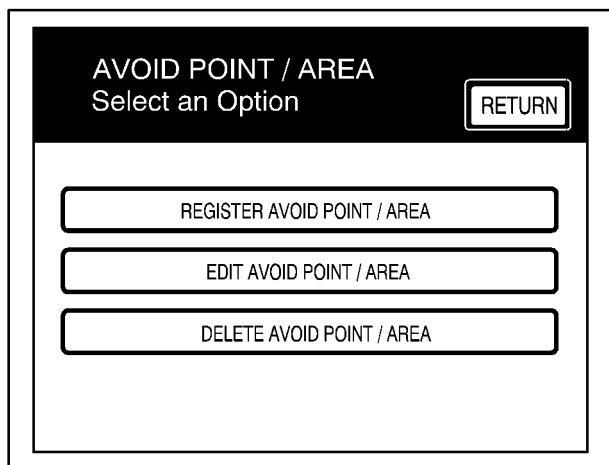 AVOID POINT / AREA
Select an Option
RETURN
REGISTER AVOID POINT / AREA
EDIT AVOID POINT / AREA
DELETE AVOID POINT / AREA